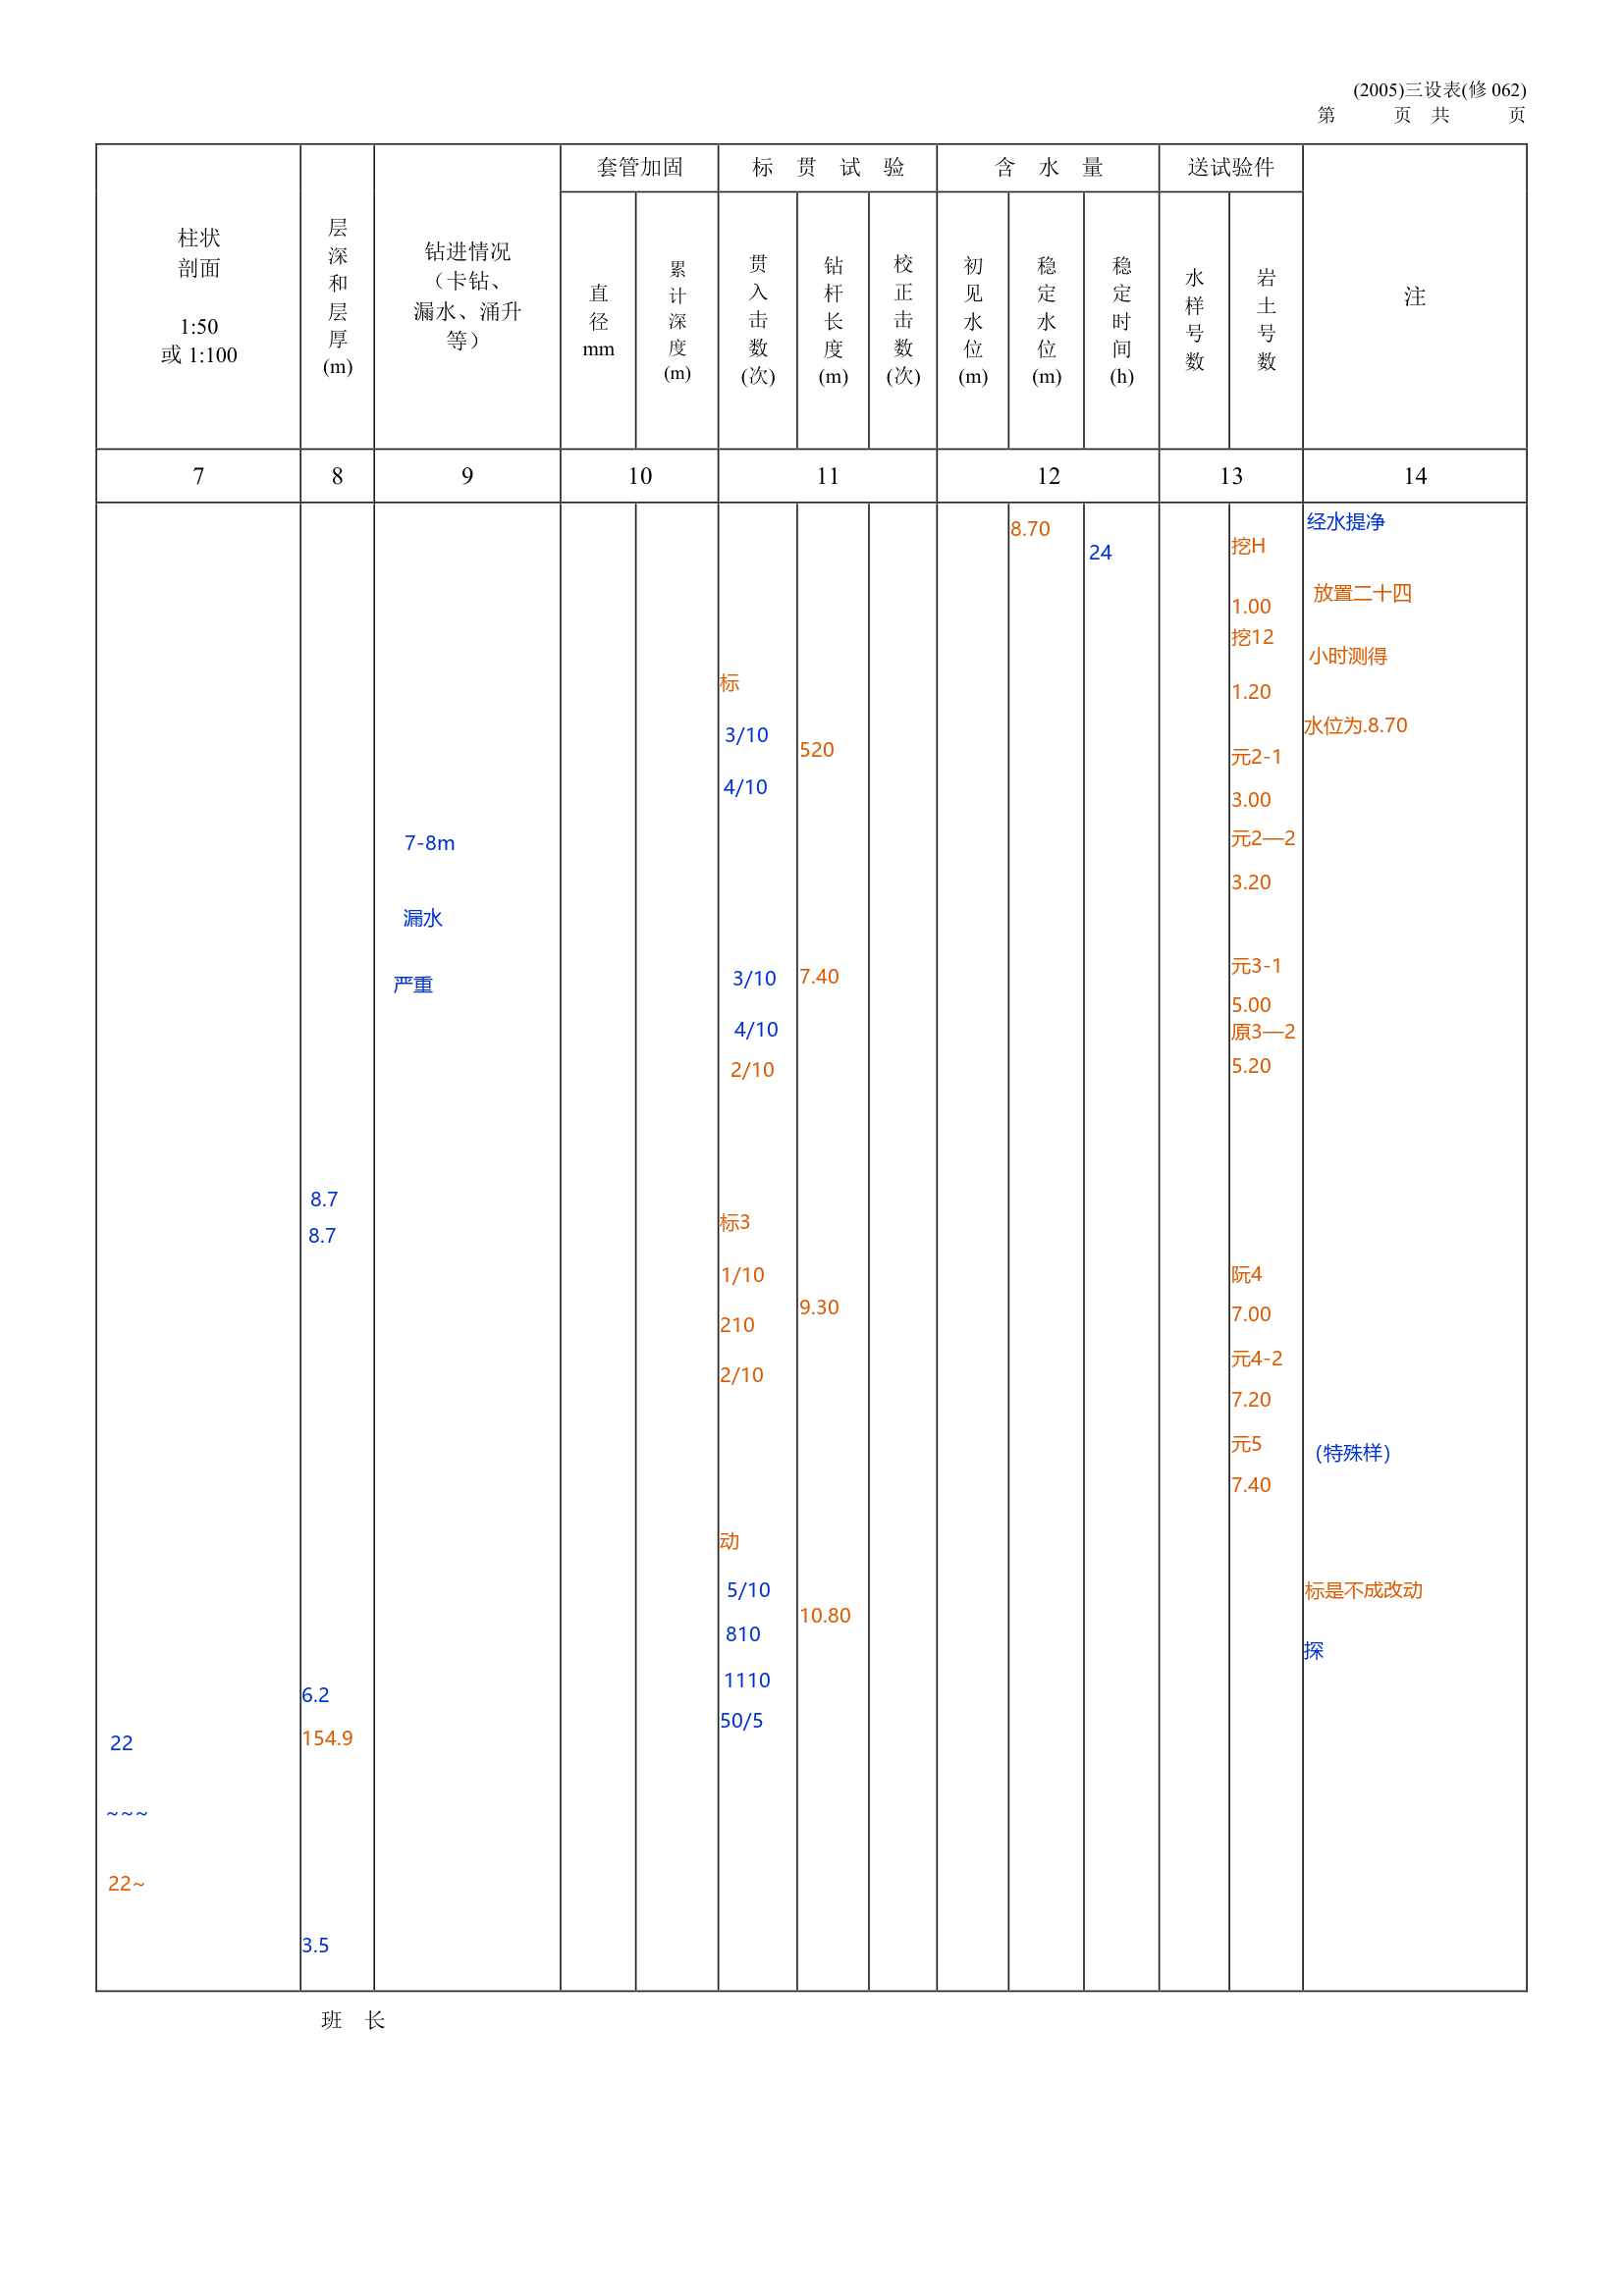 (2005)三设表(修 062)
第 页 共 页
柱状
剖面
1:50
或 1:100
层
深
和
层
厚
(m)
钻进情况
（卡钻、
漏水、涌升
等）
套管加固
直
径
mm
累
计
深
度
(m)
标 贯 试 验
贯
入
击
数
(次)
钻
杆
长
度
(m)
校
正
击
数
(次)
含 水 量
初
见
水
位
(m)
稳
定
水
位
(m)
稳
定
时
间
(h)
送试验件
水
样
号
数
岩
土
号
数
注
7 8 9 10 11 12 13 14
22
~~~
22~
8.7
8.7
6.2
154.9
3.5
7-8m
漏水
严重
标
3/10
4/10
3/10
4/10
2/10
标3
1/10
210
2/10
动
5/10
810
1110
50/5
520
7.40
9.30
10.80
8.70
24
挖H
1.00
挖12
1.20
元2-1
3.00
元2—2
3.20
元3-1
5.00
原3—2
5.20
阮4
7.00
元4-2
7.20
元5
7.40
经水提净
放置二十四
小时测得
水位为.8.70
(特殊样)
标是不成改动
探
班 长